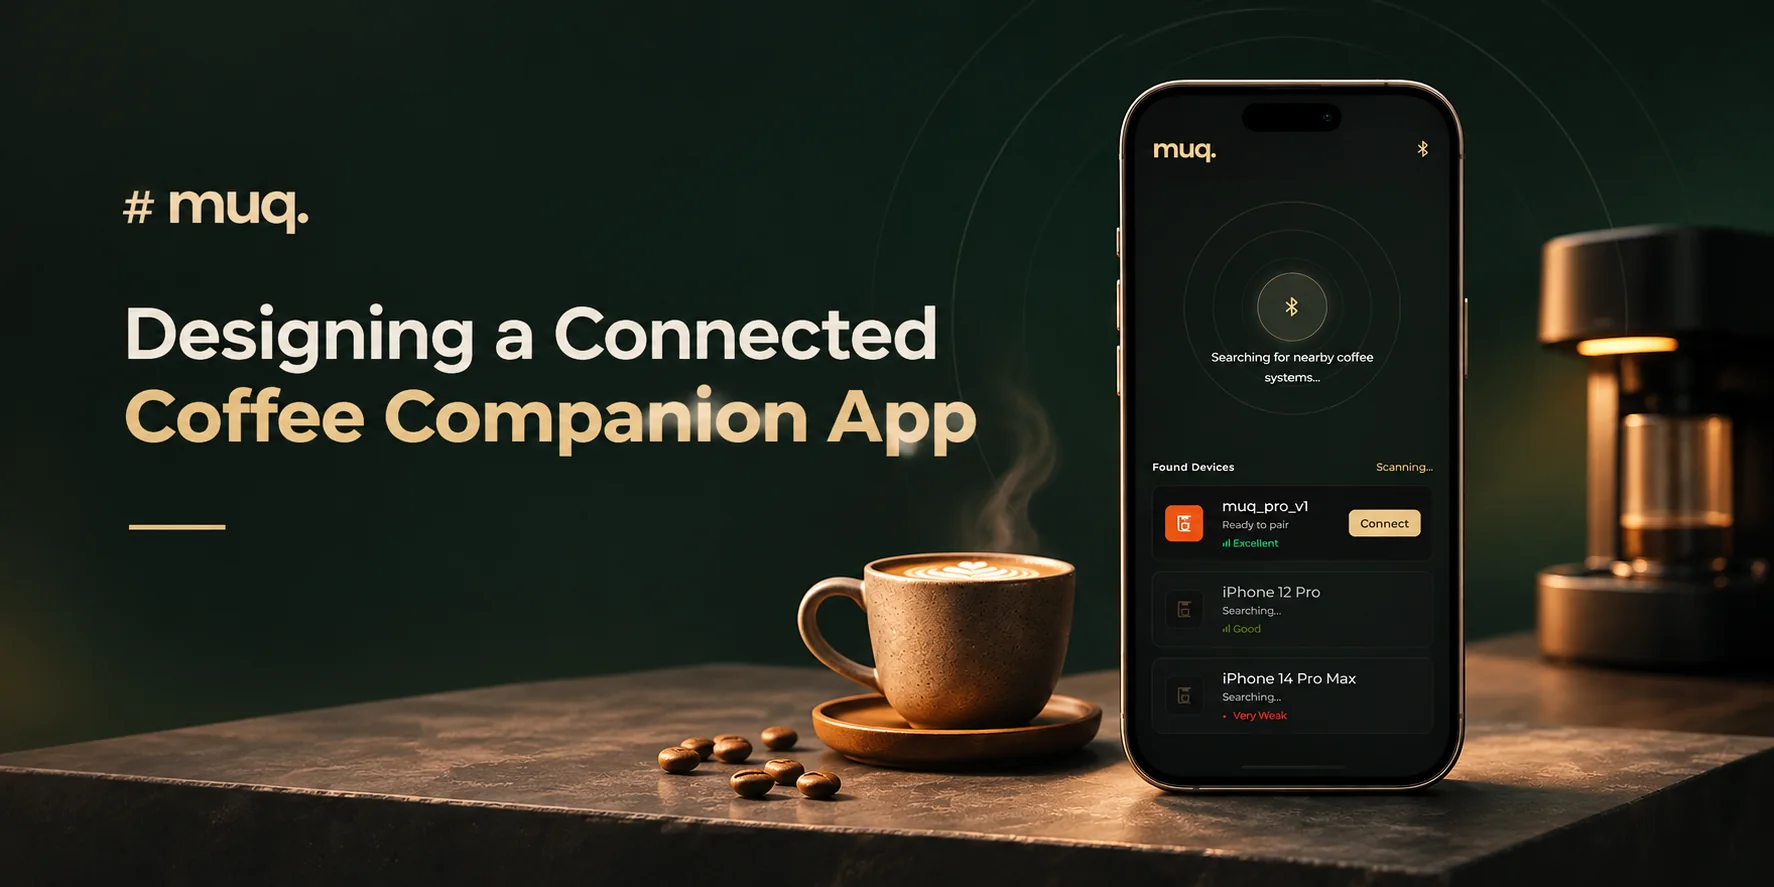 # muq.
Designing a Connected
Coffee Companion App
muq.
Searching for nearby coffee
systems...
Found Devices
Scanning...
muq_pro_v1
Ready to pair
Excellent
Connect
iPhone 12 Pro
Searching...
Good
iPhone 14 Pro Max
Searching...
Very Weak